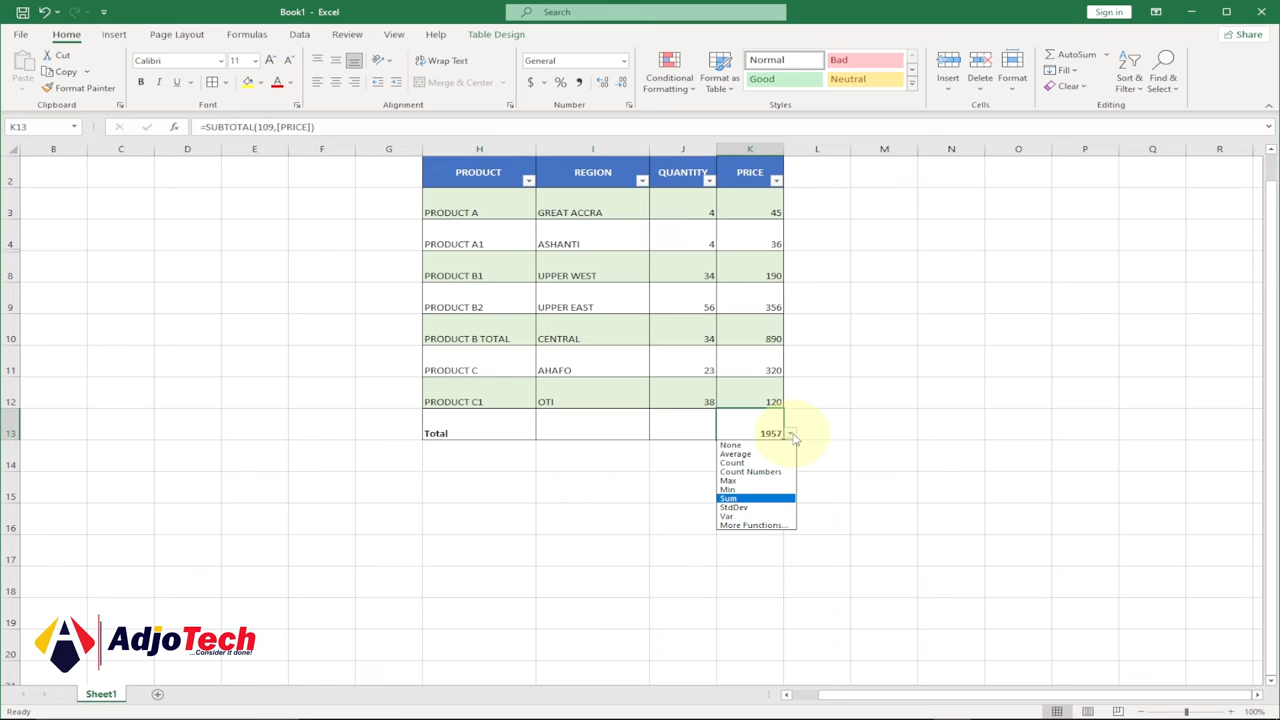 Book1 - Excel
Search
Sign in
File Home Insert Page Layout Formulas Data Review View Help Table Design
Share
Cut
Copy
Format Painter
Paste
Clipboard
Calibri 11 A A
B I U A
Font
Wrap Text
Merge & Center
Alignment
General
$ % ,
Number
Conditional Formatting
Format as Table
Normal Bad
Good Neutral
Styles
Insert Delete Format
Cells
AutoSum
Fill
Clear
Sort & Filter
Find & Select
Editing
K13 fx =SUBTOTAL(109,[PRICE])
B C D E F G H I J K L M N O P Q R
2 PRODUCT REGION QUANTITY PRICE
3 PRODUCT A GREAT ACCRA 4 45
4 PRODUCT A1 ASHANTI 4 36
8 PRODUCT B1 UPPER WEST 34 190
9 PRODUCT B2 UPPER EAST 56 356
10 PRODUCT B TOTAL CENTRAL 34 890
11 PRODUCT C AHAFO 23 320
12 PRODUCT C1 OTI 38 120
13 Total 1957
None
Average
Count
Count Numbers
Max
Min
Sum
StdDev
Var
More Functions...
14
15
16
17
18
19
20
AdjoTech
...Consider it done!
Sheet1
Ready
100%